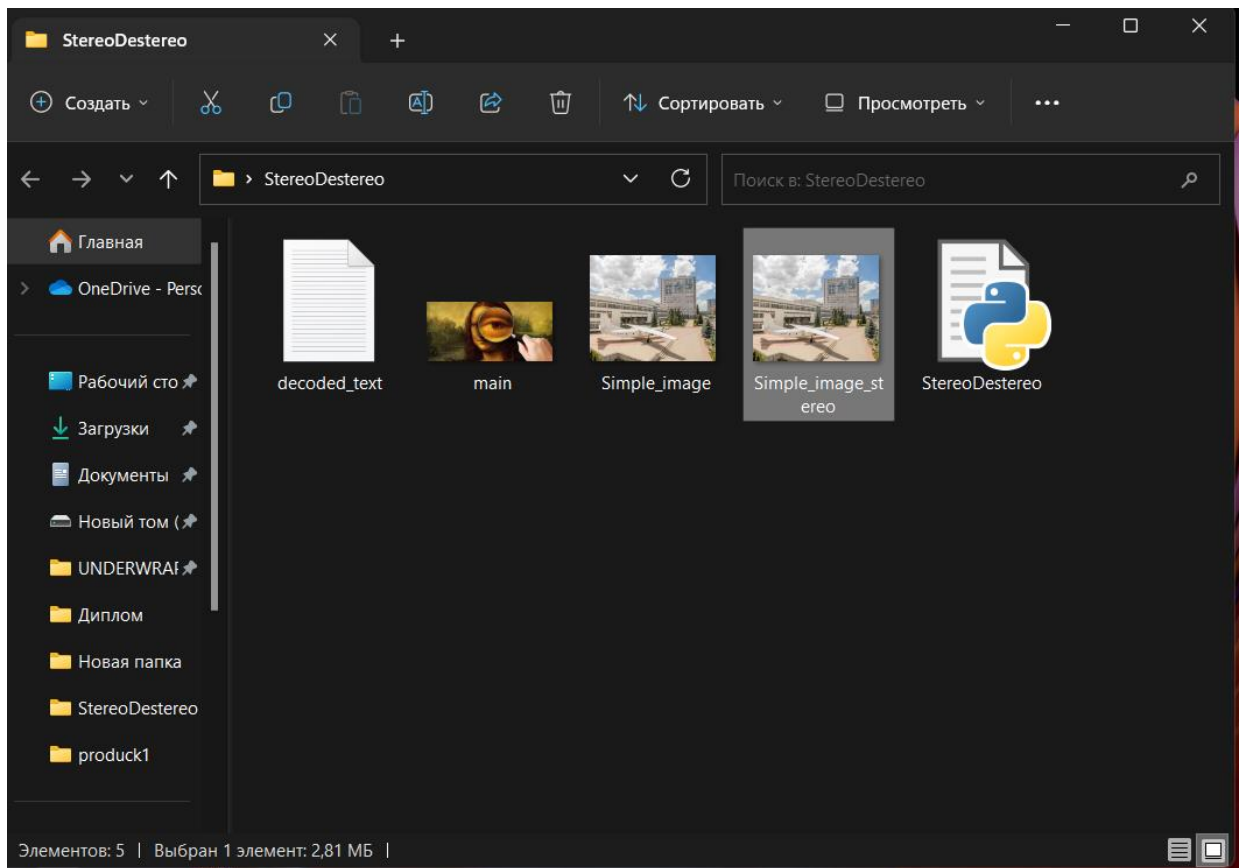 StereoDestereo
Создать
Сортировать
Просмотреть
StereoDestereo
Поиск в: StereoDestereo
Главная
OneDrive - Perso
Рабочий сто
Загрузки
Документы
Новый том (
UNDERWRAF
Диплом
Новая папка
StereoDestereo
produck1
decoded_text
main
Simple_image
Simple_image_st
ereo
StereoDestereo
Элементов: 5 | Выбран 1 элемент: 2,81 МБ |